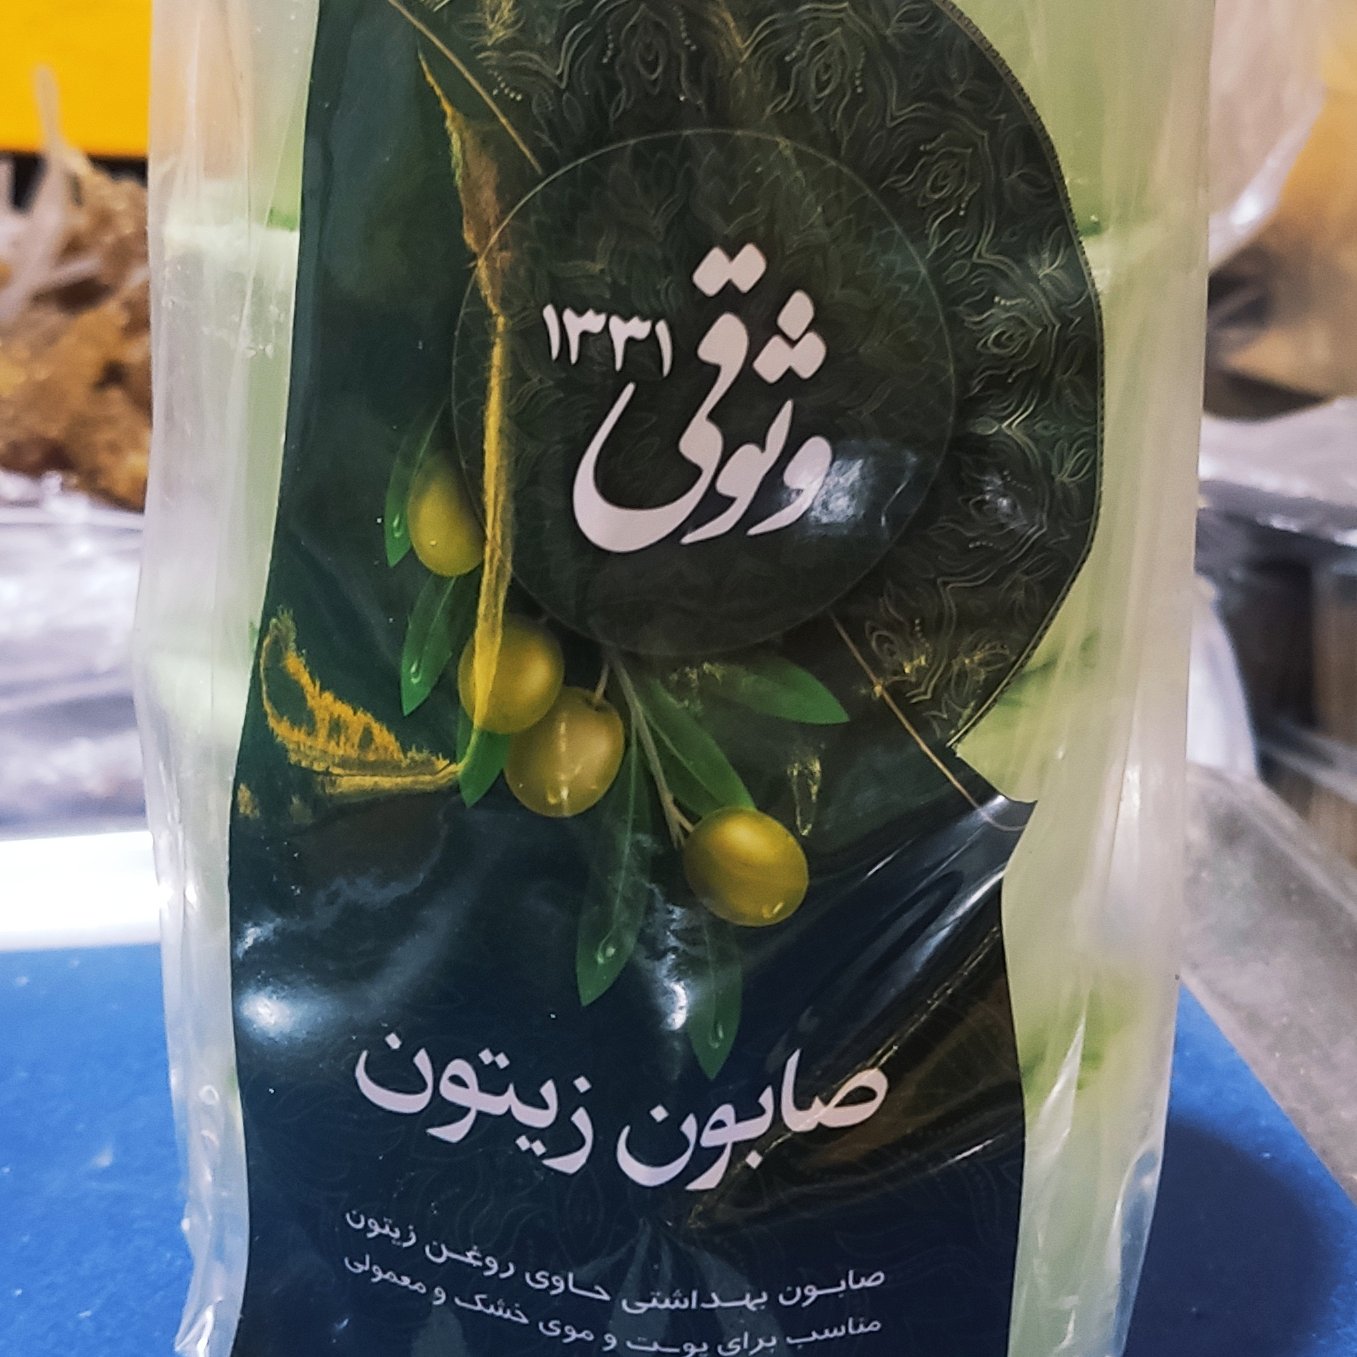 وثوقی
۱۳۳۱
صابون زیتون
صابون بهداشتی حاوی روغن زیتون
مناسب برای پوست و موی خشک و معمولی